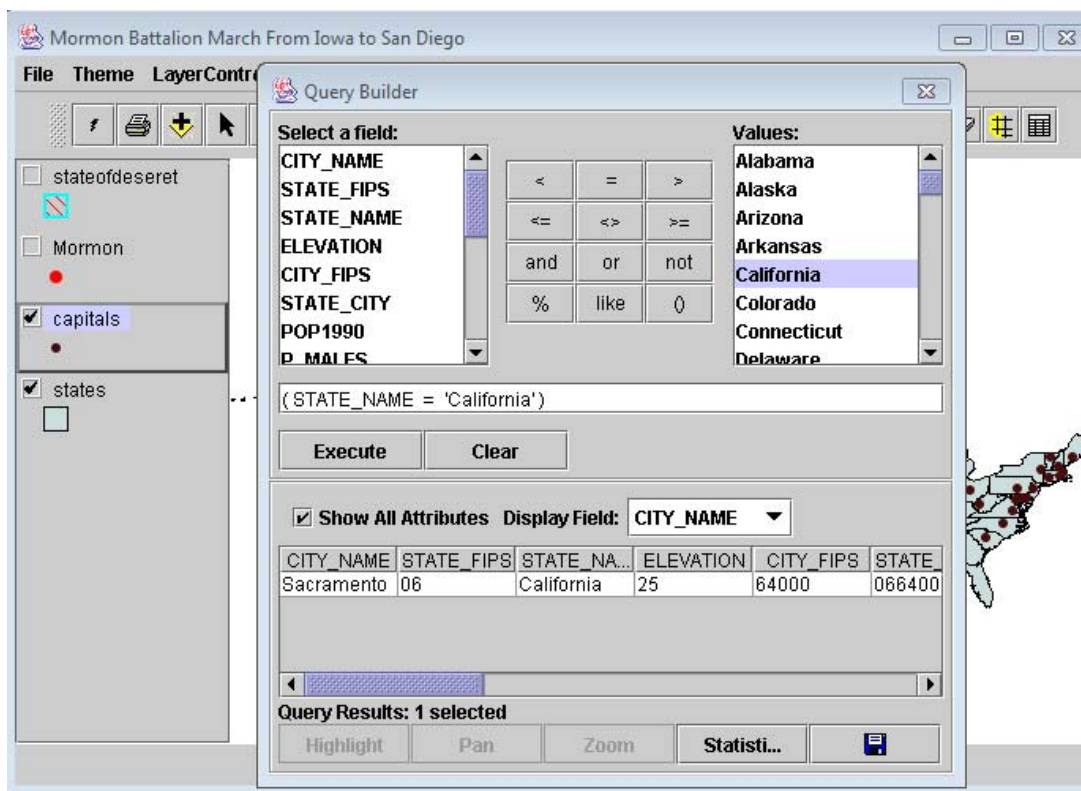 Mormon Battalion March From Iowa to San Diego
File Theme
Query Builder
Select a field:
Values:
CITY_NAME
STATE_FIPS
STATE_NAME
ELEVATION
CITY_FIPS
STATE_CITY
POP1990
P_MALES
< = >
<= <> >=
and or not
% like ()
Alabama
Alaska
Arizona
Arkansas
California
Colorado
Connecticut
Delaware
stateofdeseret
Mormon
capitals
states
( STATE_NAME = 'California' )
Execute Clear
Show All Attributes Display Field: CITY_NAME
CITY_NAME STATE_FIPS STATE_NA... ELEVATION CITY_FIPS STATE_
Sacramento 06 California 25 64000 066400
Query Results: 1 selected
Highlight Pan Zoom Statisti...